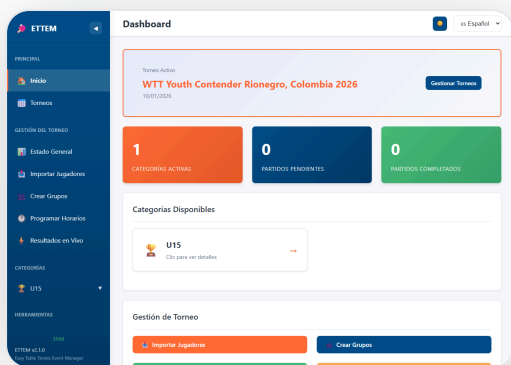 ETTEM
PRINCIPAL
Inicio
Torneos
GESTIÓN DEL TORNEO
Estado General
Importar Jugadores
Crear Grupos
Programar Horarios
Resultados en Vivo
CATEGORÍAS
U15
HERRAMIENTAS
ETTEM v2.1.0
Easy Table Tennis Event Manager
Dashboard
es Español
Torneo Activo
WTT Youth Contender Rionegro, Colombia 2026
10/01/2026
Gestionar Torneos
1
CATEGORÍAS ACTIVAS
0
PARTIDOS PENDIENTES
0
PARTIDOS COMPLETADOS
Categorías Disponibles
U15
Clic para ver detalles
Gestión de Torneo
Importar Jugadores
Crear Grupos